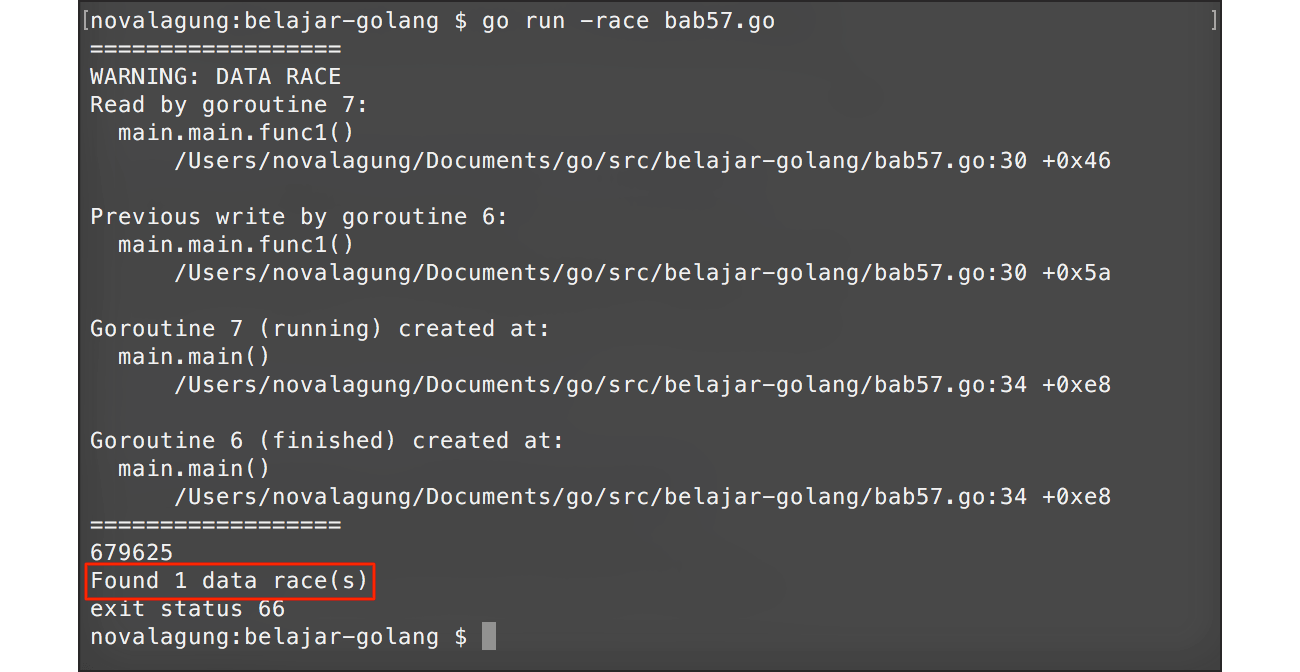 [novalagung:belajar-golang $ go run -race bab57.go ]
==================
WARNING: DATA RACE
Read by goroutine 7:
  main.main.func1()
      /Users/novalagung/Documents/go/src/belajar-golang/bab57.go:30 +0x46

Previous write by goroutine 6:
  main.main.func1()
      /Users/novalagung/Documents/go/src/belajar-golang/bab57.go:30 +0x5a

Goroutine 7 (running) created at:
  main.main()
      /Users/novalagung/Documents/go/src/belajar-golang/bab57.go:34 +0xe8

Goroutine 6 (finished) created at:
  main.main()
      /Users/novalagung/Documents/go/src/belajar-golang/bab57.go:34 +0xe8
==================
679625
Found 1 data race(s)
exit status 66
novalagung:belajar-golang $